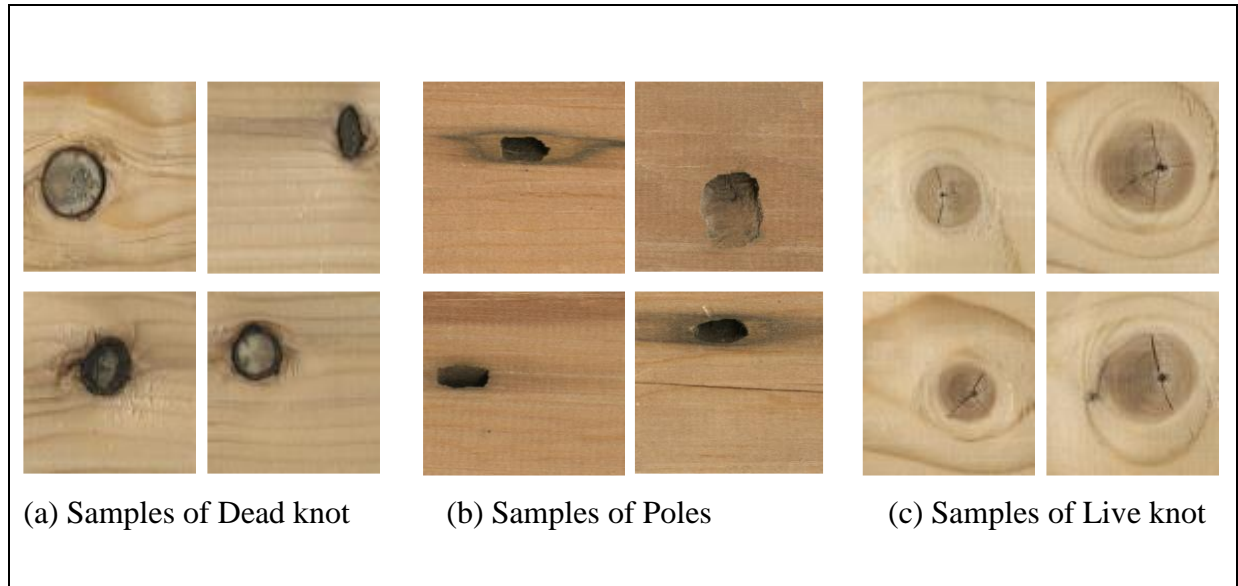 (a) Samples of Dead knot
(b) Samples of Poles
(c) Samples of Live knot